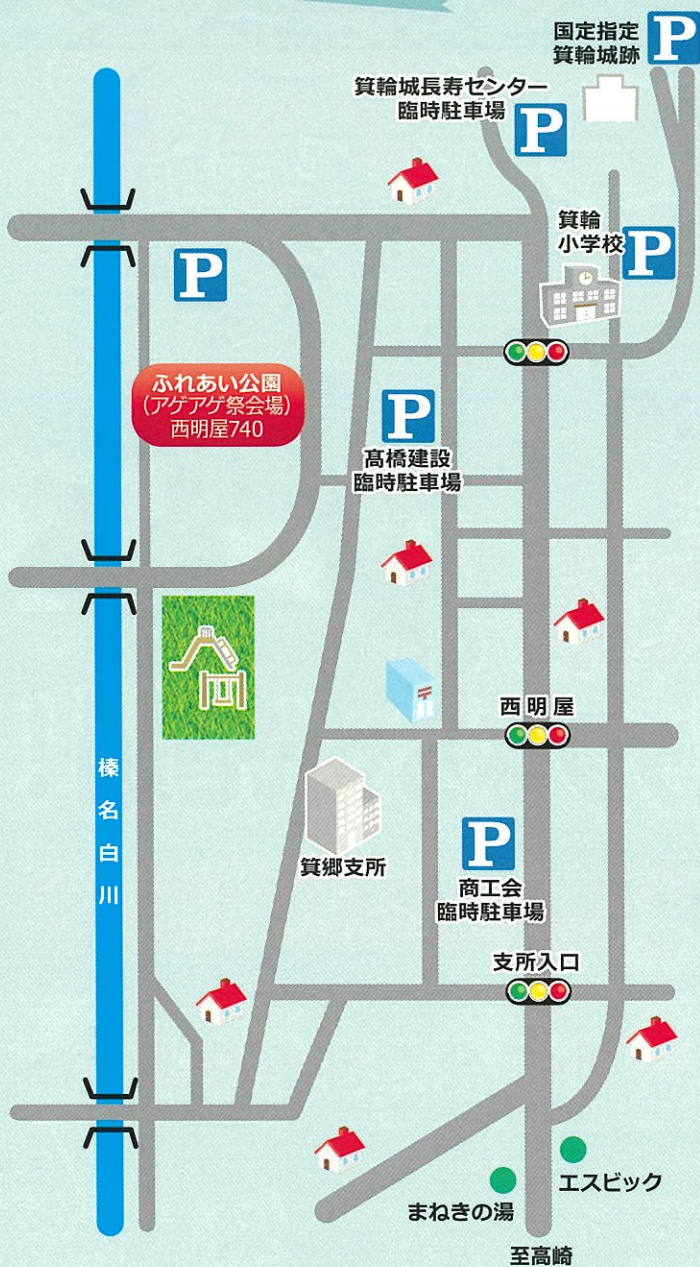 国定指定
箕輪城跡
P
箕輪城長寿センター
臨時駐車場
P
箕輪
小学校
P
P
ふれあい公園
(アゲアゲ祭会場)
西明屋740
P
髙橋建設
臨時駐車場
〒
西明屋
榛名白川
箕郷支所
P
商工会
臨時駐車場
支所入口
エスビック
まねきの湯
至高崎